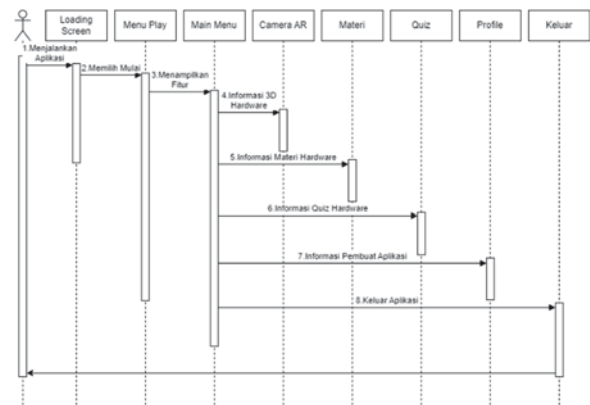 Loading
Screen
Menu Play
Main Menu
Camera AR
Materi
Quiz
Profile
Keluar
1.Menjalankan
Aplikasi
2.Memilih Mulai
3.Menampilkan
Fitur
4.Informasi 3D
Hardware
5.Informasi Materi Hardware
6.Informasi Quiz Hardware
7.Informasi Pembuat Aplikasi
8.Keluar Aplikasi